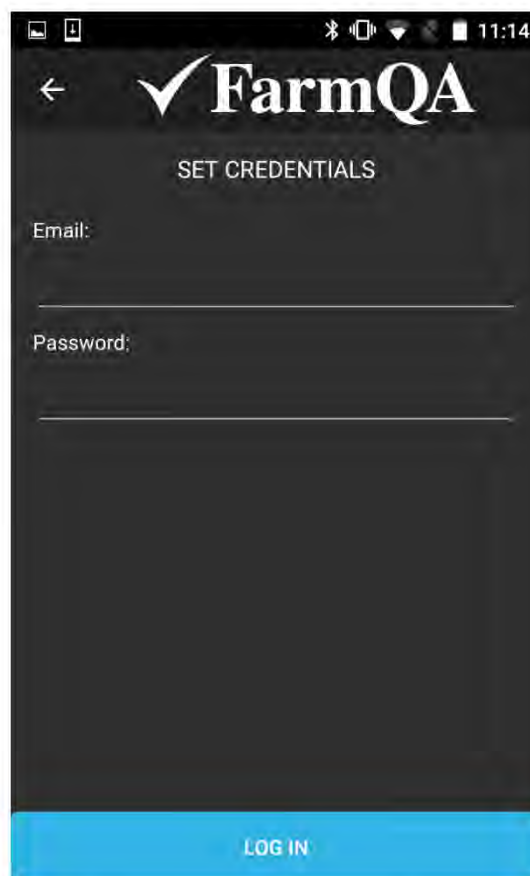 11:14
FarmQA
SET CREDENTIALS
Email:
Password:
LOG IN